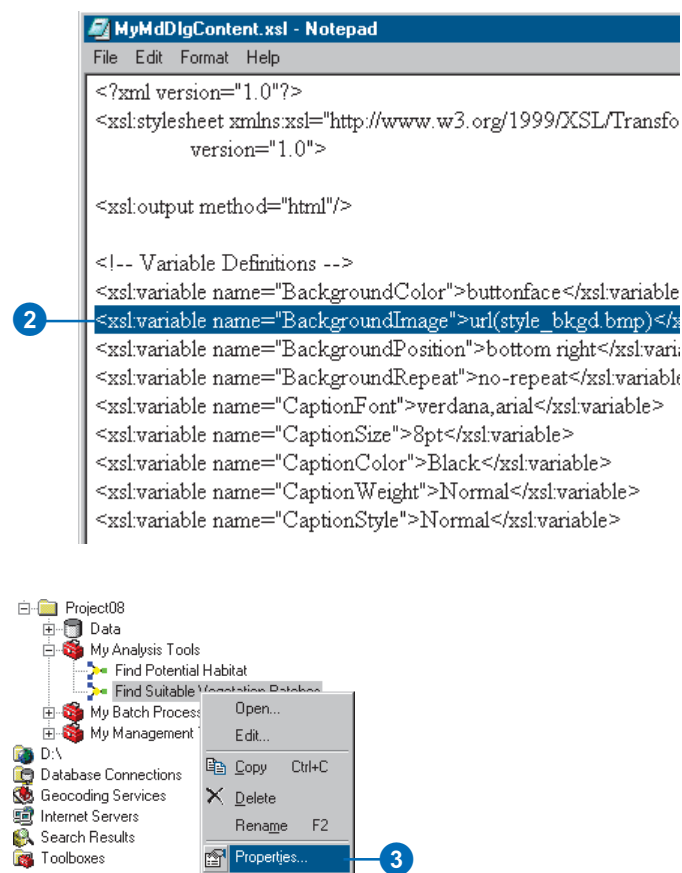 MyMdDlgContent.xsl - Notepad
File Edit Format Help
<?xml version="1.0"?>
<xsl:stylesheet xmlns:xsl="http://www.w3.org/1999/XSL/Transfo
version="1.0">
<xsl:output method="html"/>
<!-- Variable Definitions -->
<xsl:variable name="BackgroundColor">buttonface</xsl:variable
2
<xsl:variable name="BackgroundImage">url(style_bkgd.bmp)</x
<xsl:variable name="BackgroundPosition">bottom right</xsl:varia
<xsl:variable name="BackgroundRepeat">no-repeat</xsl:variable
<xsl:variable name="CaptionFont">verdana,arial</xsl:variable>
<xsl:variable name="CaptionSize">8pt</xsl:variable>
<xsl:variable name="CaptionColor">Black</xsl:variable>
<xsl:variable name="CaptionWeight">Normal</xsl:variable>
<xsl:variable name="CaptionStyle">Normal</xsl:variable>
Project08
Data
My Analysis Tools
Find Potential Habitat
Find Suitable Vegetation Patches
My Batch Process
My Management
D:\
Database Connections
Geocoding Services
Internet Servers
Search Results
Toolboxes
Open...
Edit...
Copy Ctrl+C
Delete
Rename F2
Properties...
3